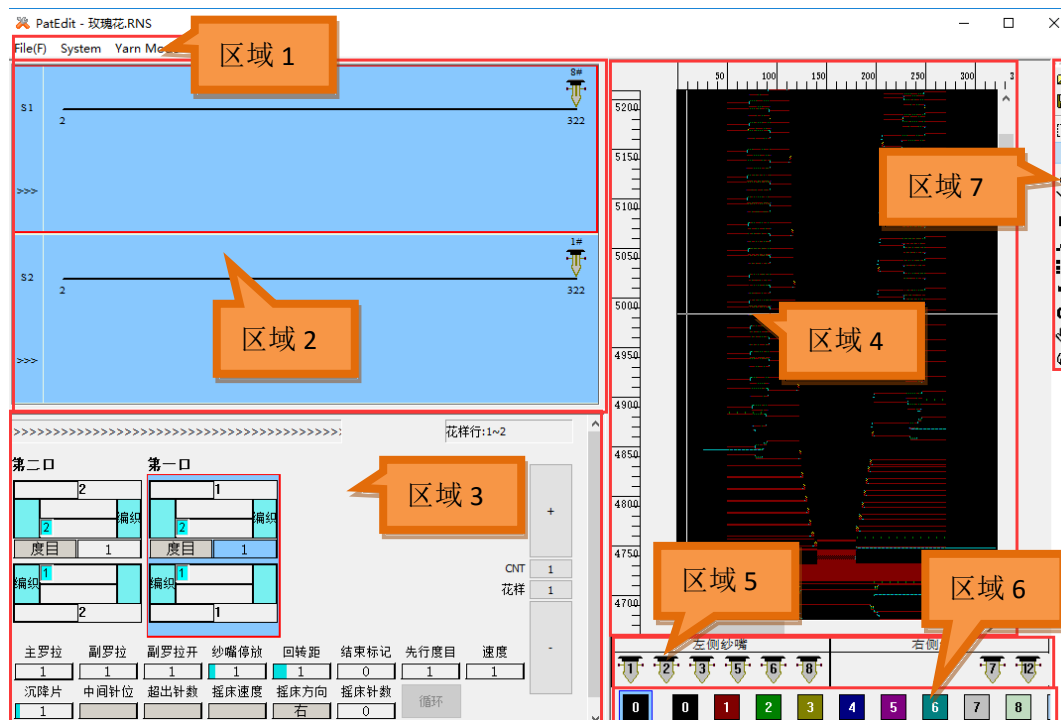 PatEdit - 玫瑰花.RNS
File(F) System Yarn Mo
区域 1
S1
8#
2
322
>>>
S2
1#
2
322
>>>
区域 2
50 100 150 200 250 300 3
5200
5150
5100
5050
5000
4950
4900
4850
4800
4750
4700
区域 7
区域 4
>>>>>>>>>>>>>>>>>>>>>>>>>>>>>>>>>>>>>>>>>:
花样行:1~2
第二口 第一口
2 1
编织 编织
2 2
度目 1 度目 1
编织 1 编织 1
2 1
区域 3
+
CNT 1
花样 1
-
主罗拉 副罗拉 副罗拉开 纱嘴停放 回转距 结束标记 先行度目 速度
1 1 1 1 1 0 1 1
沉降片 中间针位 超出针数 摇床速度 摇床方向 摇床针数 循环
1 右 0
区域 5
区域 6
左侧纱嘴 右侧
1 2 3 5 6 8 7 12
0 0 1 2 3 4 5 6 7 8